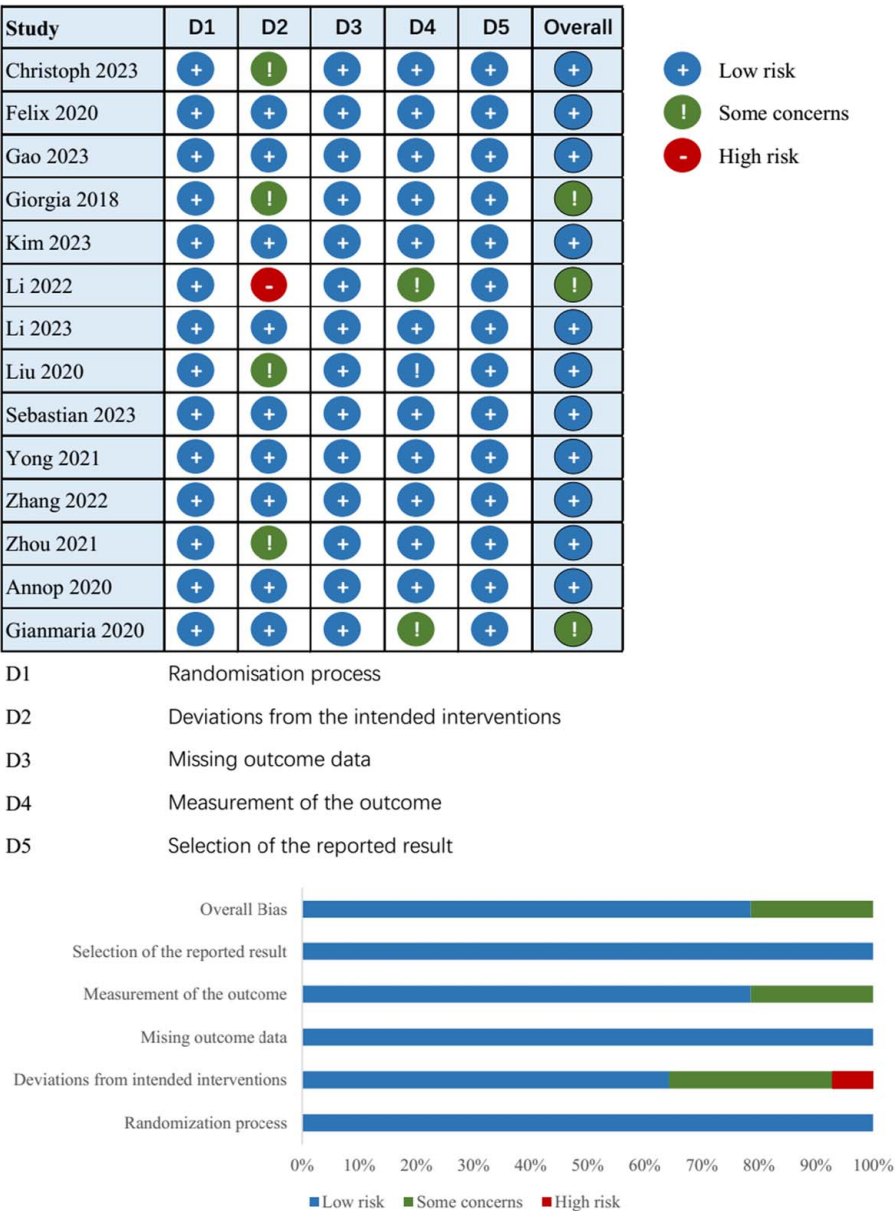 Study D1 D2 D3 D4 D5 Overall
Christoph 2023 + ! + + + +
Felix 2020 + + + + + +
Gao 2023 + + + + + +
Giorgia 2018 + ! + + + !
Kim 2023 + + + + + +
Li 2022 + - + ! + !
Li 2023 + + + + + +
Liu 2020 + ! + ! + +
Sebastian 2023 + + + + + +
Yong 2021 + + + + + +
Zhang 2022 + + + + + +
Zhou 2021 + ! + + + +
Annop 2020 + + + + + +
Gianmaria 2020 + + + ! + !
+ Low risk
! Some concerns
- High risk
D1 Randomisation process
D2 Deviations from the intended interventions
D3 Missing outcome data
D4 Measurement of the outcome
D5 Selection of the reported result
Overall Bias
Selection of the reported result
Measurement of the outcome
Mising outcome data
Deviations from intended interventions
Randomization process
0% 10% 20% 30% 40% 50% 60% 70% 80% 90% 100%
Low risk Some concerns High risk